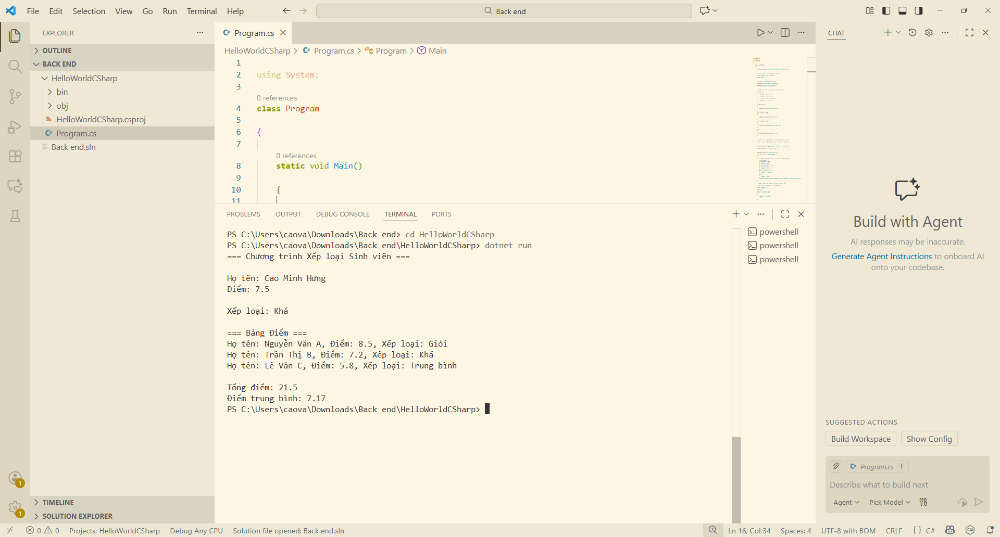 File Edit Selection View Go Run Terminal Help
Back end
EXPLORER
OUTLINE
BACK END
HelloWorldCSharp
bin
obj
HelloWorldCSharp.csproj
Program.cs
Back end.sln
TIMELINE
SOLUTION EXPLORER
Program.cs
HelloWorldCSharp > Program.cs > Program > Main
1
2 using System;
3
0 references
4 class Program
5
6 {
7
0 references
8 static void Main()
9
10 {
11
PROBLEMS OUTPUT DEBUG CONSOLE TERMINAL PORTS
PS C:\Users\caova\Downloads\Back end> cd HelloWorldCSharp
PS C:\Users\caova\Downloads\Back end\HelloWorldCSharp> dotnet run
=== Chương trình Xếp loại Sinh viên ===
Họ tên: Cao Minh Hưng
Điểm: 7.5
Xếp loại: Khá
=== Bảng Điểm ===
Họ tên: Nguyễn Văn A, Điểm: 8.5, Xếp loại: Giỏi
Họ tên: Trần Thị B, Điểm: 7.2, Xếp loại: Khá
Họ tên: Lê Văn C, Điểm: 5.8, Xếp loại: Trung bình
Tổng điểm: 21.5
Điểm trung bình: 7.17
PS C:\Users\caova\Downloads\Back end\HelloWorldCSharp>
powershell
powershell
powershell
CHAT
Build with Agent
AI responses may be inaccurate.
Generate Agent Instructions to onboard AI
onto your codebase.
SUGGESTED ACTIONS
Build Workspace Show Config
Program.cs
Describe what to build next
Agent Pick Model
1
1
0 0 Projects: HelloWorldCSharp Debug Any CPU Solution file opened: Back end.sln Ln 16, Col 34 Spaces: 4 UTF-8 with BOM CRLF {} C#